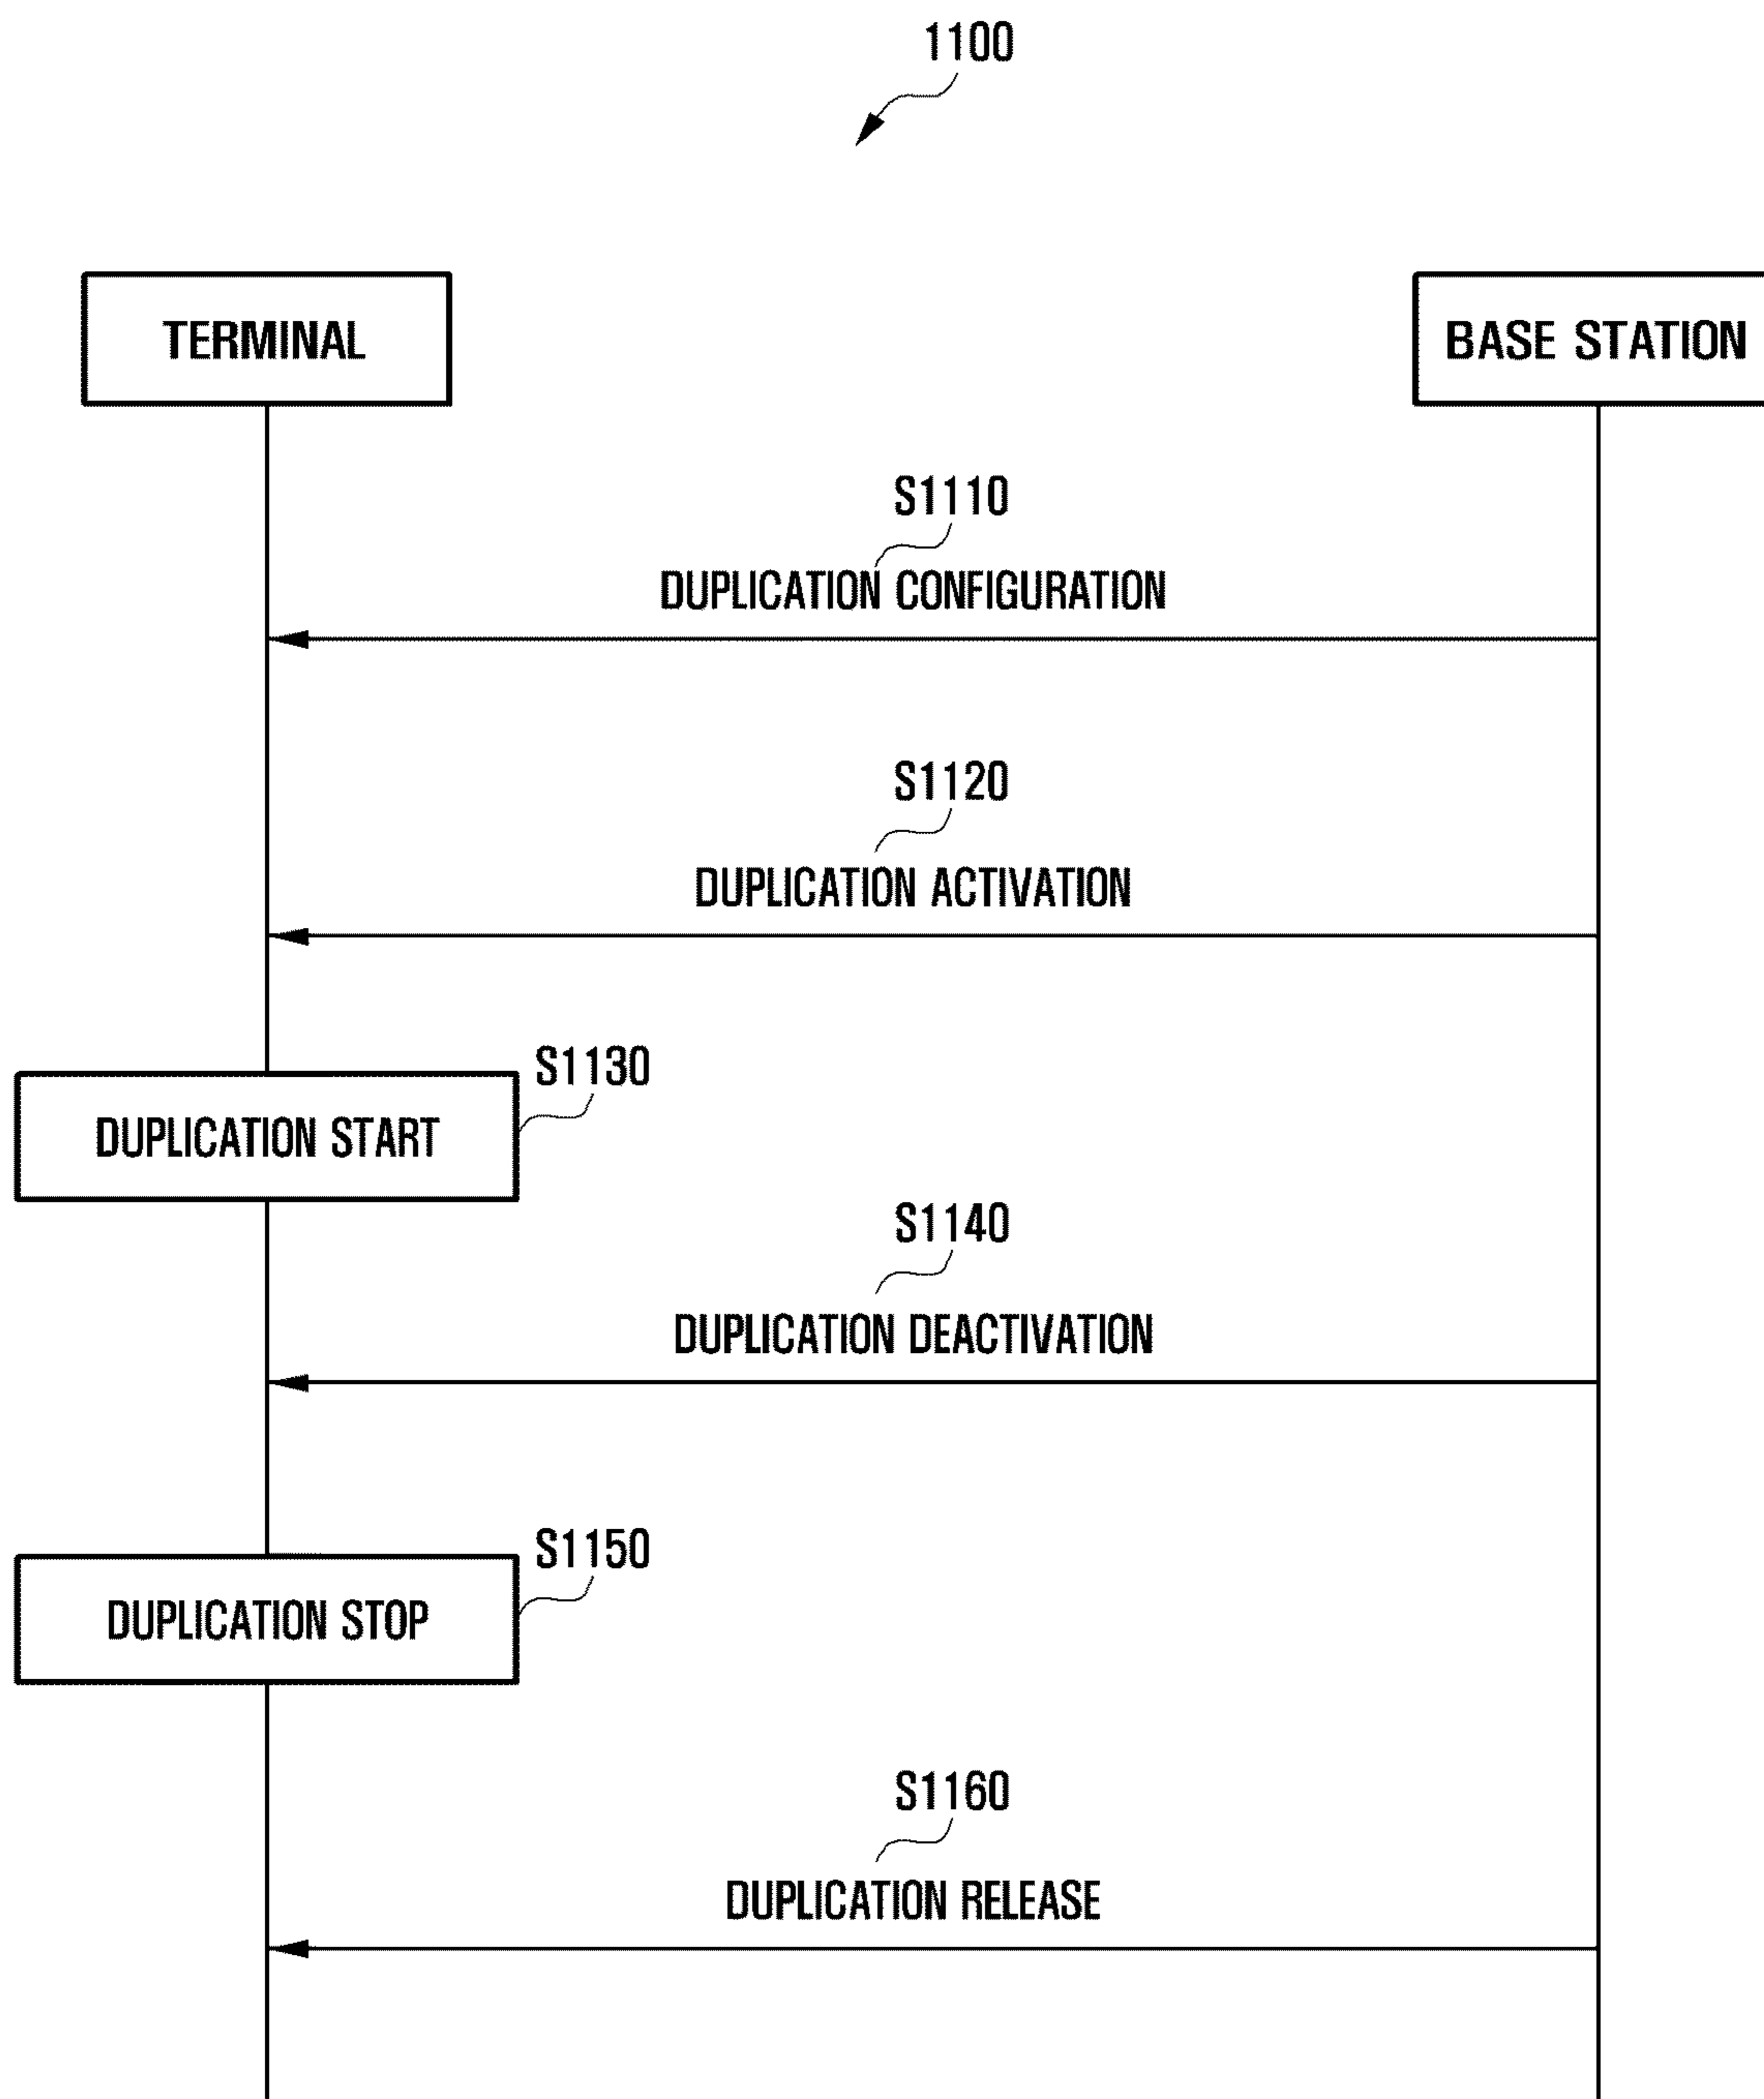 1100
TERMINAL
BASE STATION
S1110
DUPLICATION CONFIGURATION
S1120
DUPLICATION ACTIVATION
S1130
DUPLICATION START
S1140
DUPLICATION DEACTIVATION
S1150
DUPLICATION STOP
S1160
DUPLICATION RELEASE